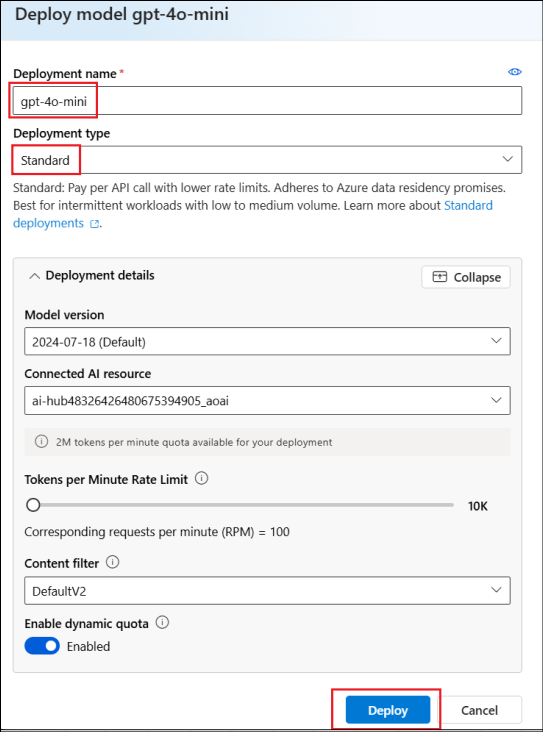 Deploy model gpt-4o-mini
Deployment name *
gpt-4o-mini
Deployment type
Standard
Standard: Pay per API call with lower rate limits. Adheres to Azure data residency promises.
Best for intermittent workloads with low to medium volume. Learn more about Standard
deployments.
Deployment details
Collapse
Model version
2024-07-18 (Default)
Connected AI resource
ai-hub48326426480675394905_aoai
2M tokens per minute quota available for your deployment
Tokens per Minute Rate Limit
10K
Corresponding requests per minute (RPM) = 100
Content filter
DefaultV2
Enable dynamic quota
Enabled
Deploy
Cancel